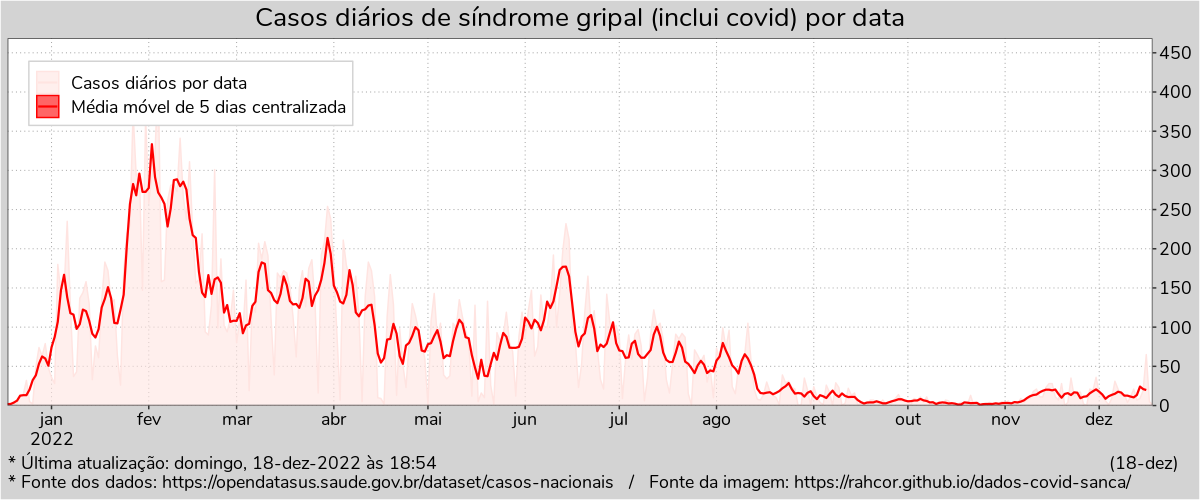 Casos diários de síndrome gripal (inclui covid) por data
Casos diários por data
Média móvel de 5 dias centralizada
450
400
350
300
250
200
150
100
50
0
jan fev mar abr mai jun jul ago set out nov dez
2022
* Última atualização: domingo, 18-dez-2022 às 18:54 (18-dez)
* Fonte dos dados: https://opendatasus.saude.gov.br/dataset/casos-nacionais / Fonte da imagem: https://rahcor.github.io/dados-covid-sanca/